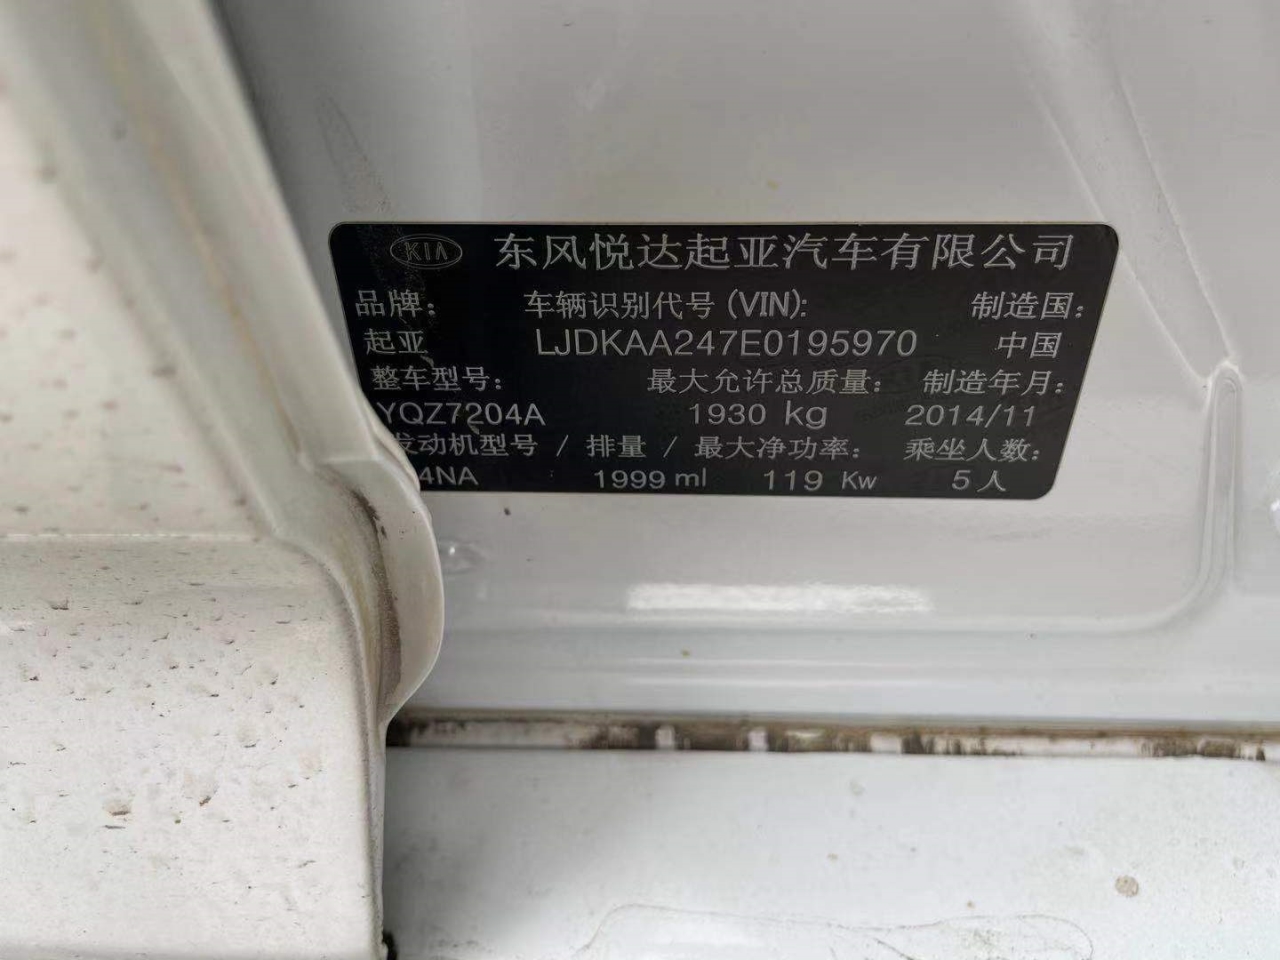 KIA 东风悦达起亚汽车有限公司
品牌： 车辆识别代号 (VIN): 制造国：
起亚 LJDKAA247E0195970 中国
整车型号： 最大允许总质量： 制造年月：
YQZ7204A 1930 kg 2014/11
发动机型号 / 排量 / 最大净功率： 乘坐人数：
4NA 1999 ml 119 Kw 5人